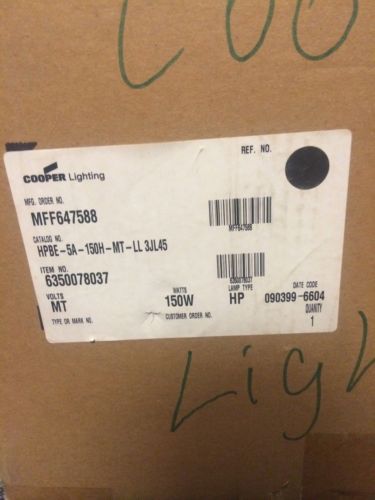 COO
COOPER Lighting
REF. NO.
MFG. ORDER NO.
MFF647588
MFF647588
CATALOG NO.
HPBE-5A-150H-MT-LL 3JL45
ITEM NO.
6350078037
6350078037
VOLTS WATTS LAMP TYPE DATE CODE
MT 150W HP 090399-6604
TYPE OR MARK NO. CUSTOMER ORDER NO. QUANTITY
1
Ligh